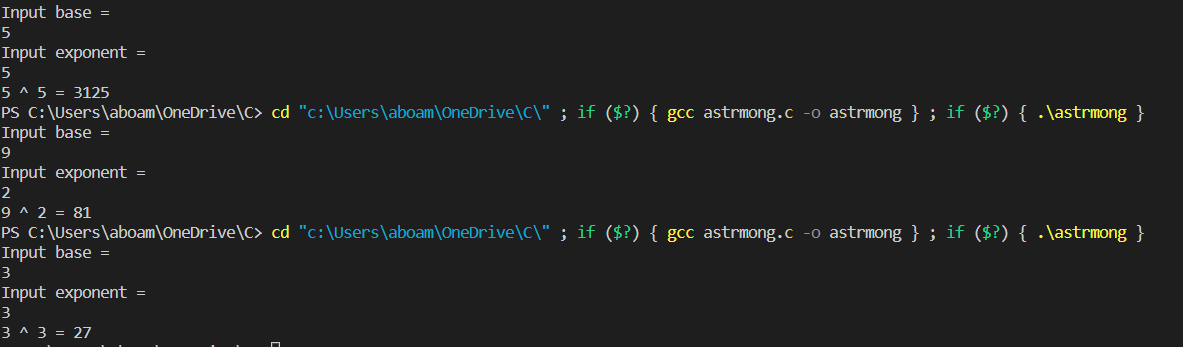 Input base =
5
Input exponent =
5
5 ^ 5 = 3125
PS C:\Users\aboam\OneDrive\C> cd "c:\Users\aboam\OneDrive\C\" ; if ($?) { gcc astrmong.c -o astrmong } ; if ($?) { .\astrmong }
Input base =
9
Input exponent =
2
9 ^ 2 = 81
PS C:\Users\aboam\OneDrive\C> cd "c:\Users\aboam\OneDrive\C\" ; if ($?) { gcc astrmong.c -o astrmong } ; if ($?) { .\astrmong }
Input base =
3
Input exponent =
3
3 ^ 3 = 27